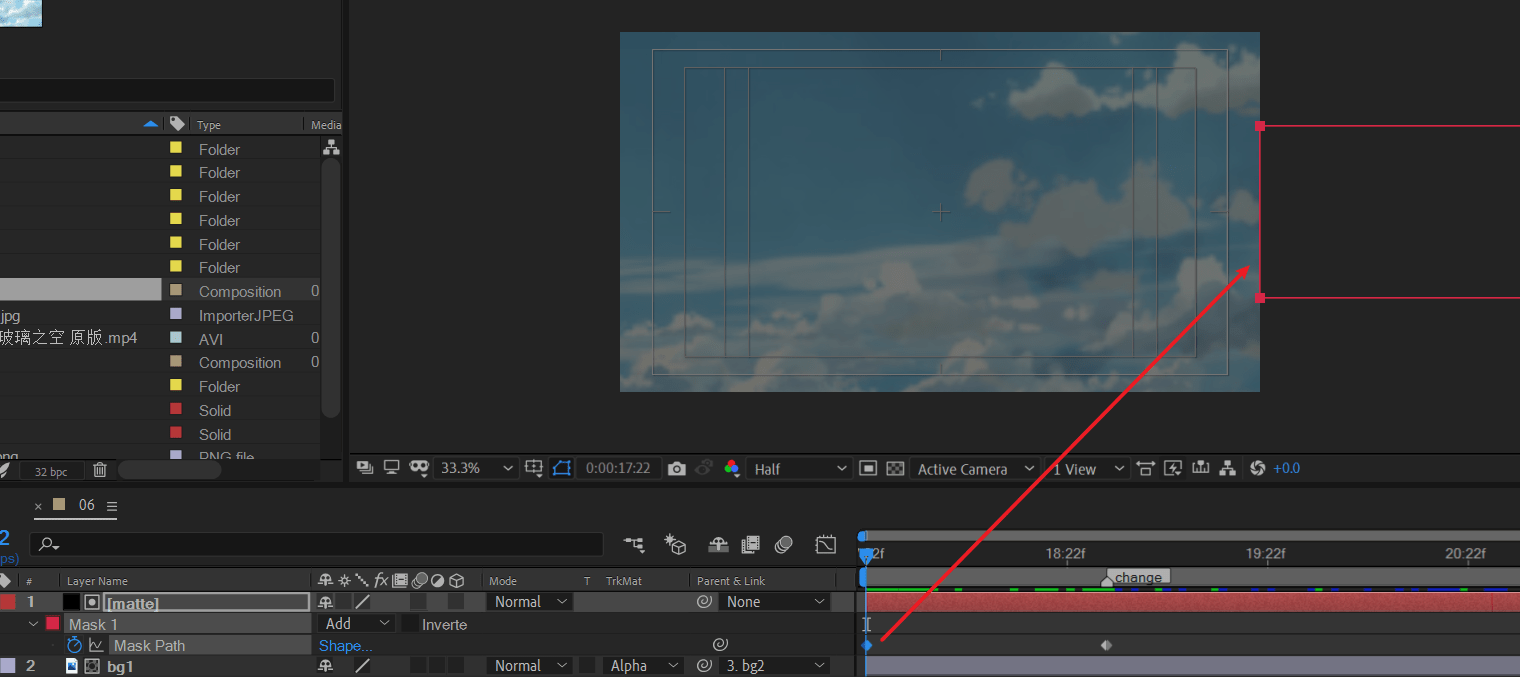 Type Media
Folder
Folder
Folder
Folder
Folder
Folder
Composition 0
jpg ImporterJPEG
玻璃之空 原版.mp4 AVI 0
Composition 0
Folder
Solid
Solid
png PNG file
32 bpc
33.3% 0:00:17:22 Half Active Camera 1 View +0.0
× 06
2
ps)
22f 18:22f 19:22f 20:22f
# Layer Name fx Mode T TrkMat Parent & Link change
1 [matte] Normal None
Mask 1 Add Inverte
Mask Path Shape...
2 bg1 Normal Alpha 3. bg2